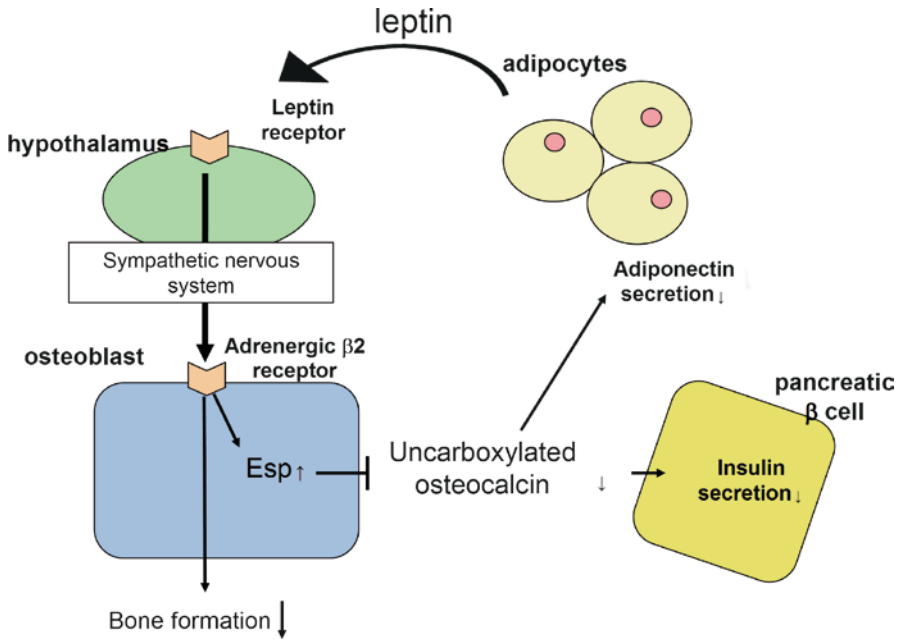 leptin
adipocytes
Leptin
receptor
hypothalamus
Sympathetic nervous
system
Adiponectin
secretion↓
osteoblast
Adrenergic β2
receptor
pancreatic
β cell
Esp↑
Uncarboxylated
osteocalcin ↓
Insulin
secretion↓
Bone formation↓